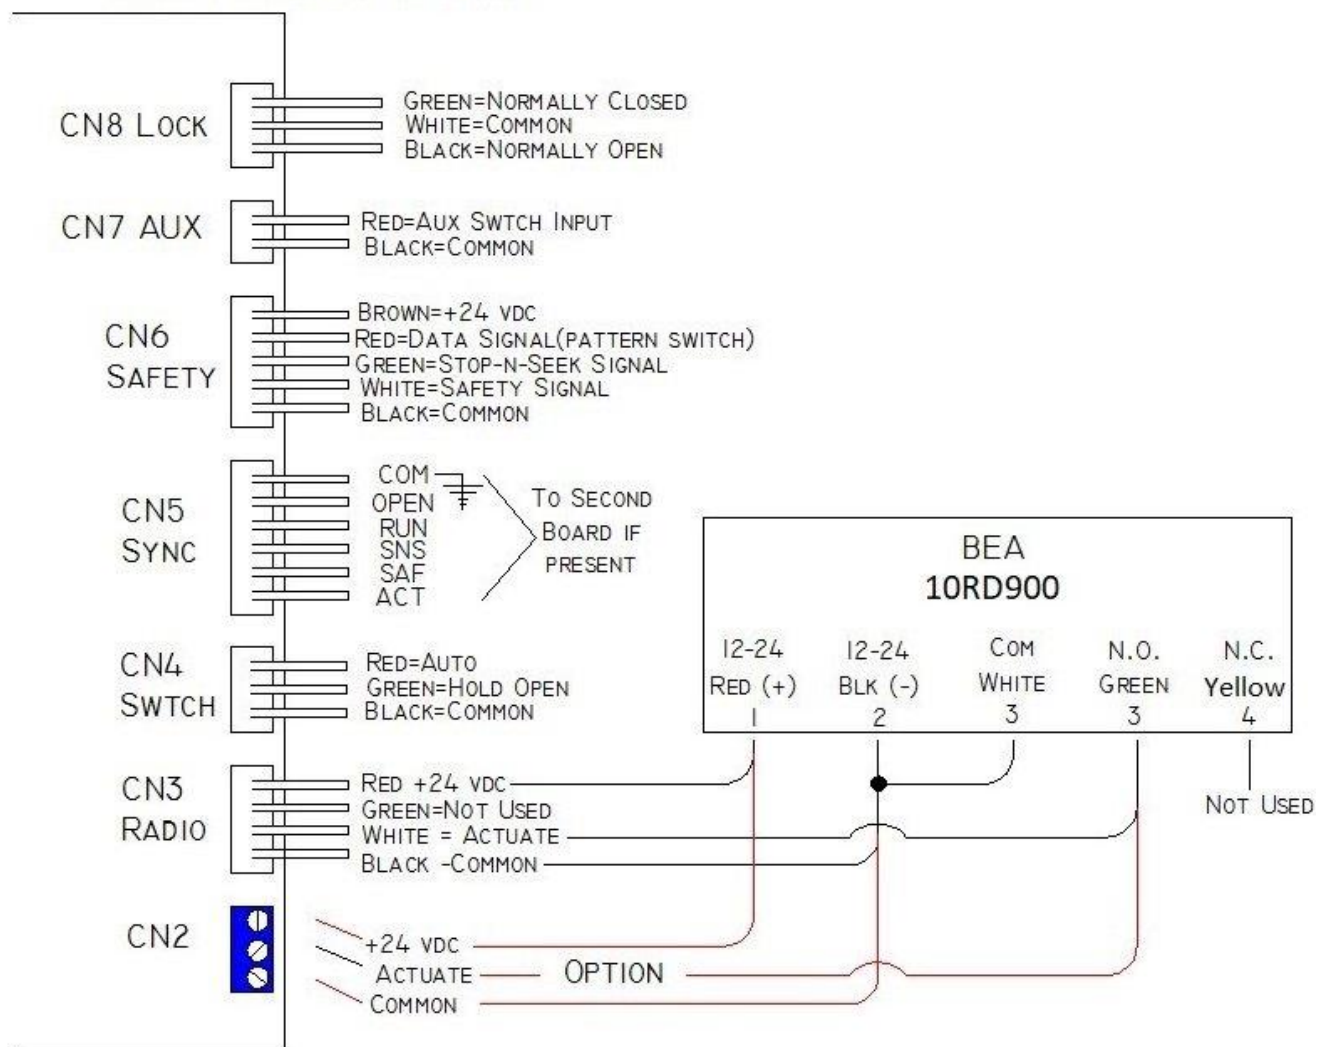 CN8 LOCK
GREEN=NORMALLY CLOSED
WHITE=COMMON
BLACK=NORMALLY OPEN
CN7 AUX
RED=AUX SWTCH INPUT
BLACK=COMMON
CN6
SAFETY
BROWN=+24 VDC
RED=DATA SIGNAL(PATTERN SWITCH)
GREEN=STOP-N-SEEK SIGNAL
WHITE=SAFETY SIGNAL
BLACK=COMMON
CN5
SYNC
COM
OPEN
RUN
SNS
SAF
ACT
TO SECOND
BOARD IF
PRESENT
CN4
SWTCH
RED=AUTO
GREEN=HOLD OPEN
BLACK=COMMON
BEA
10RD900
12-24 12-24 COM N.O. N.C.
RED (+) BLK (-) WHITE GREEN Yellow
1 2 3 3 4
NOT USED
CN3
RADIO
RED +24 VDC
GREEN=NOT USED
WHITE = ACTUATE
BLACK -COMMON
CN2
+24 VDC
ACTUATE OPTION
COMMON